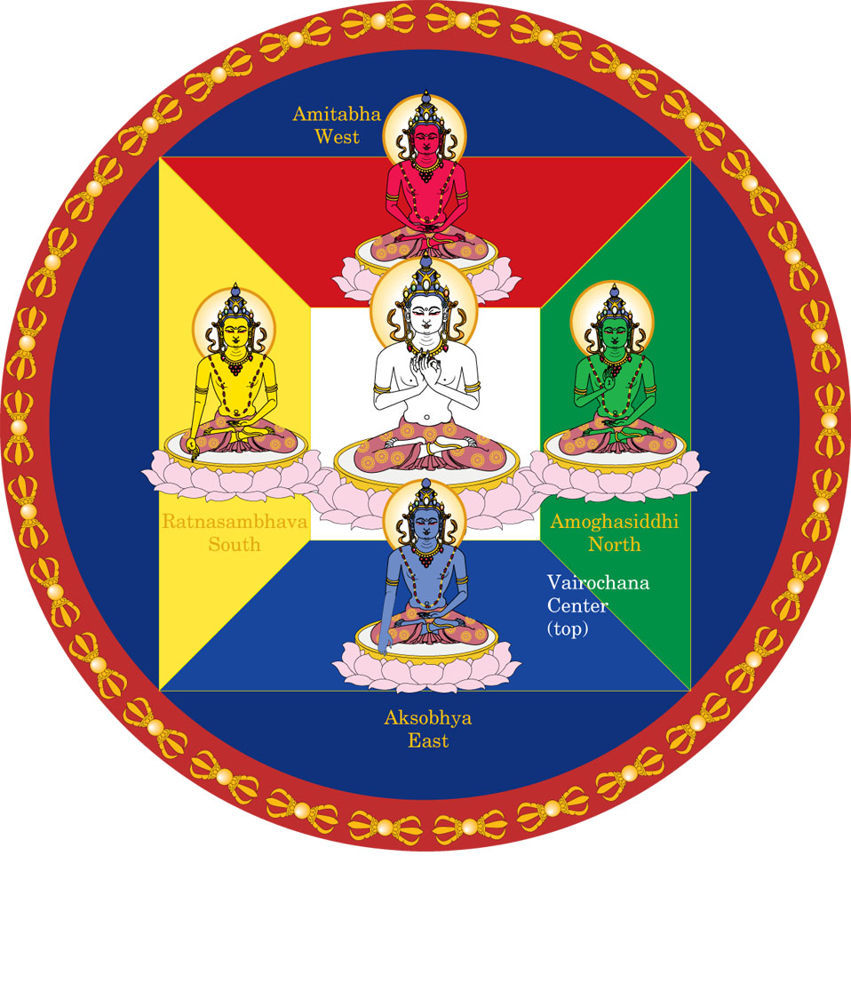 Amitabha
West
Ratnasambhava
South
Amoghasiddhi
North
Vairochana
Center
(top)
Aksobhya
East